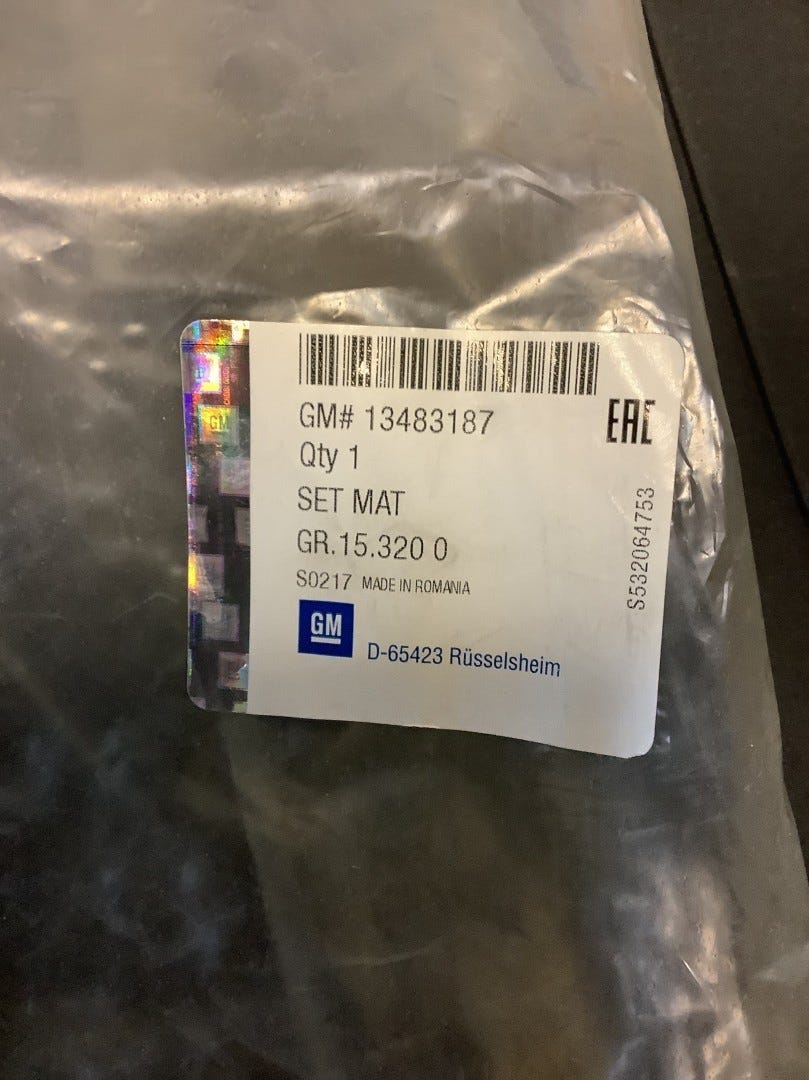 GM# 13483187
EAC
Qty 1
SET MAT
GR.15.320 0
S0217 MADE IN ROMANIA
S532064753
GM
D-65423 Rüsselsheim
GM